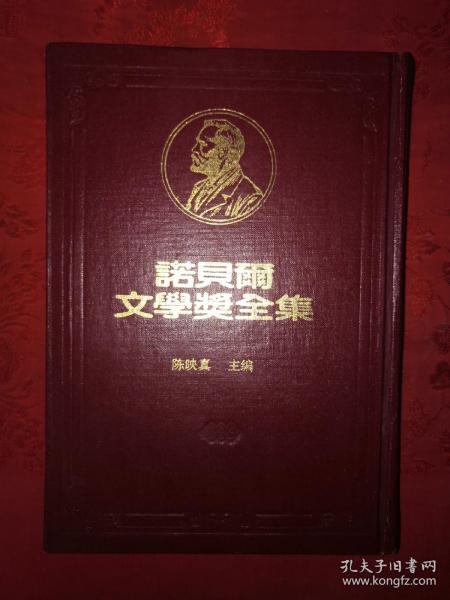 諾貝爾
文學獎全集
陈映真 主编
孔夫子旧书网
www.kongfz.com